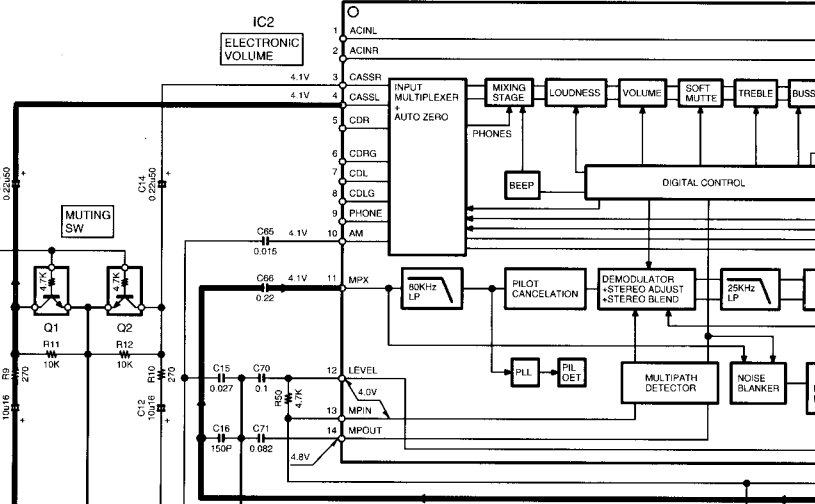 IC2
ELECTRONIC
VOLUME
1 ACINL
2 ACINR
4.1V 3 CASSR
4.1V 4 CASSL
5 CDR
6 CDRG
7 CDL
8 CDLG
9 PHONE
10 AM
INPUT
MULTIPLEXER
+
AUTO ZERO
MIXING
STAGE
LOUDNESS
VOLUME
SOFT
MUTTE
TREBLE
BUSS
PHONES
BEEP
DIGITAL CONTROL
0.22u50
+
C14
0.22u50
+
MUTING
SW
4.7K
4.7K
Q1
Q2
C65
0.015
4.1V
C66
0.22
4.1V
11 MPX
80KHz
LP
PILOT
CANCELATION
DEMODULATOR
+STEREO ADJUST
+STEREO BLEND
25KHz
LP
R11
10K
R12
10K
R9
270
R10
270
10u16
+
C12
10u16
+
C15
0.027
C70
0.1
R50
4.7K
12 LEVEL
4.0V
13 MPIN
14 MPOUT
C16
150P
C71
0.082
4.8V
PLL
PIL
OET
MULTIPATH
DETECTOR
NOISE
BLANKER